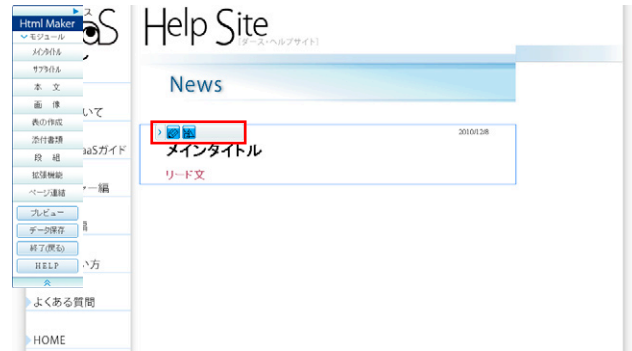 Html Maker
モジュール
メインタイトル
サブタイトル
本 文
画 像
表の作成
添付書類
段 組
拡張機能
ページ連結
プレビュー
データ保存
終了(戻る)
HELP
ス
aS
Help Site
[ダース・ヘルプサイト]
News
2010/12/8
メインタイトル
リード文
いて
aaSガイド
ー編
い方
よくある質問
HOME